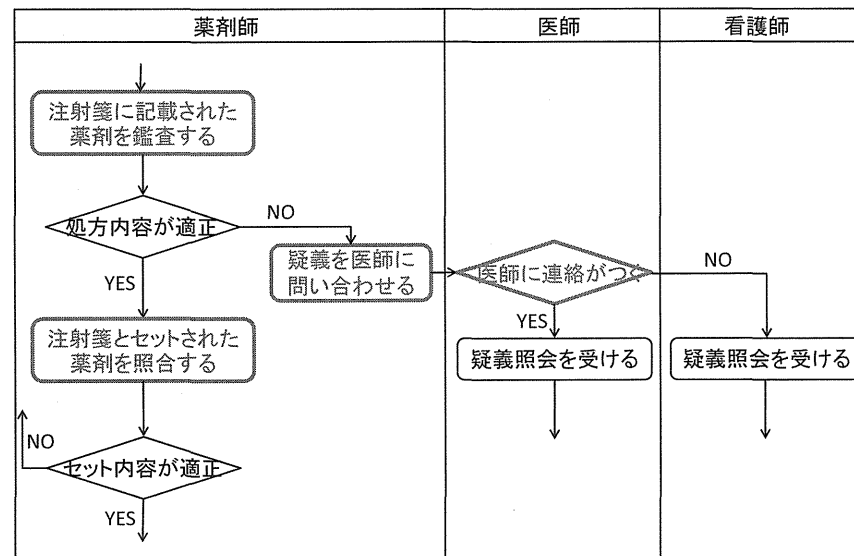 薬剤師
医師
看護師
注射箋に記載された
薬剤を鑑査する
処方内容が適正
NO
YES
疑義を医師に
問い合わせる
医師に連絡がつく
NO
YES
注射箋とセットされた
薬剤を照合する
疑義照会を受ける
疑義照会を受ける
NO
セット内容が適正
YES